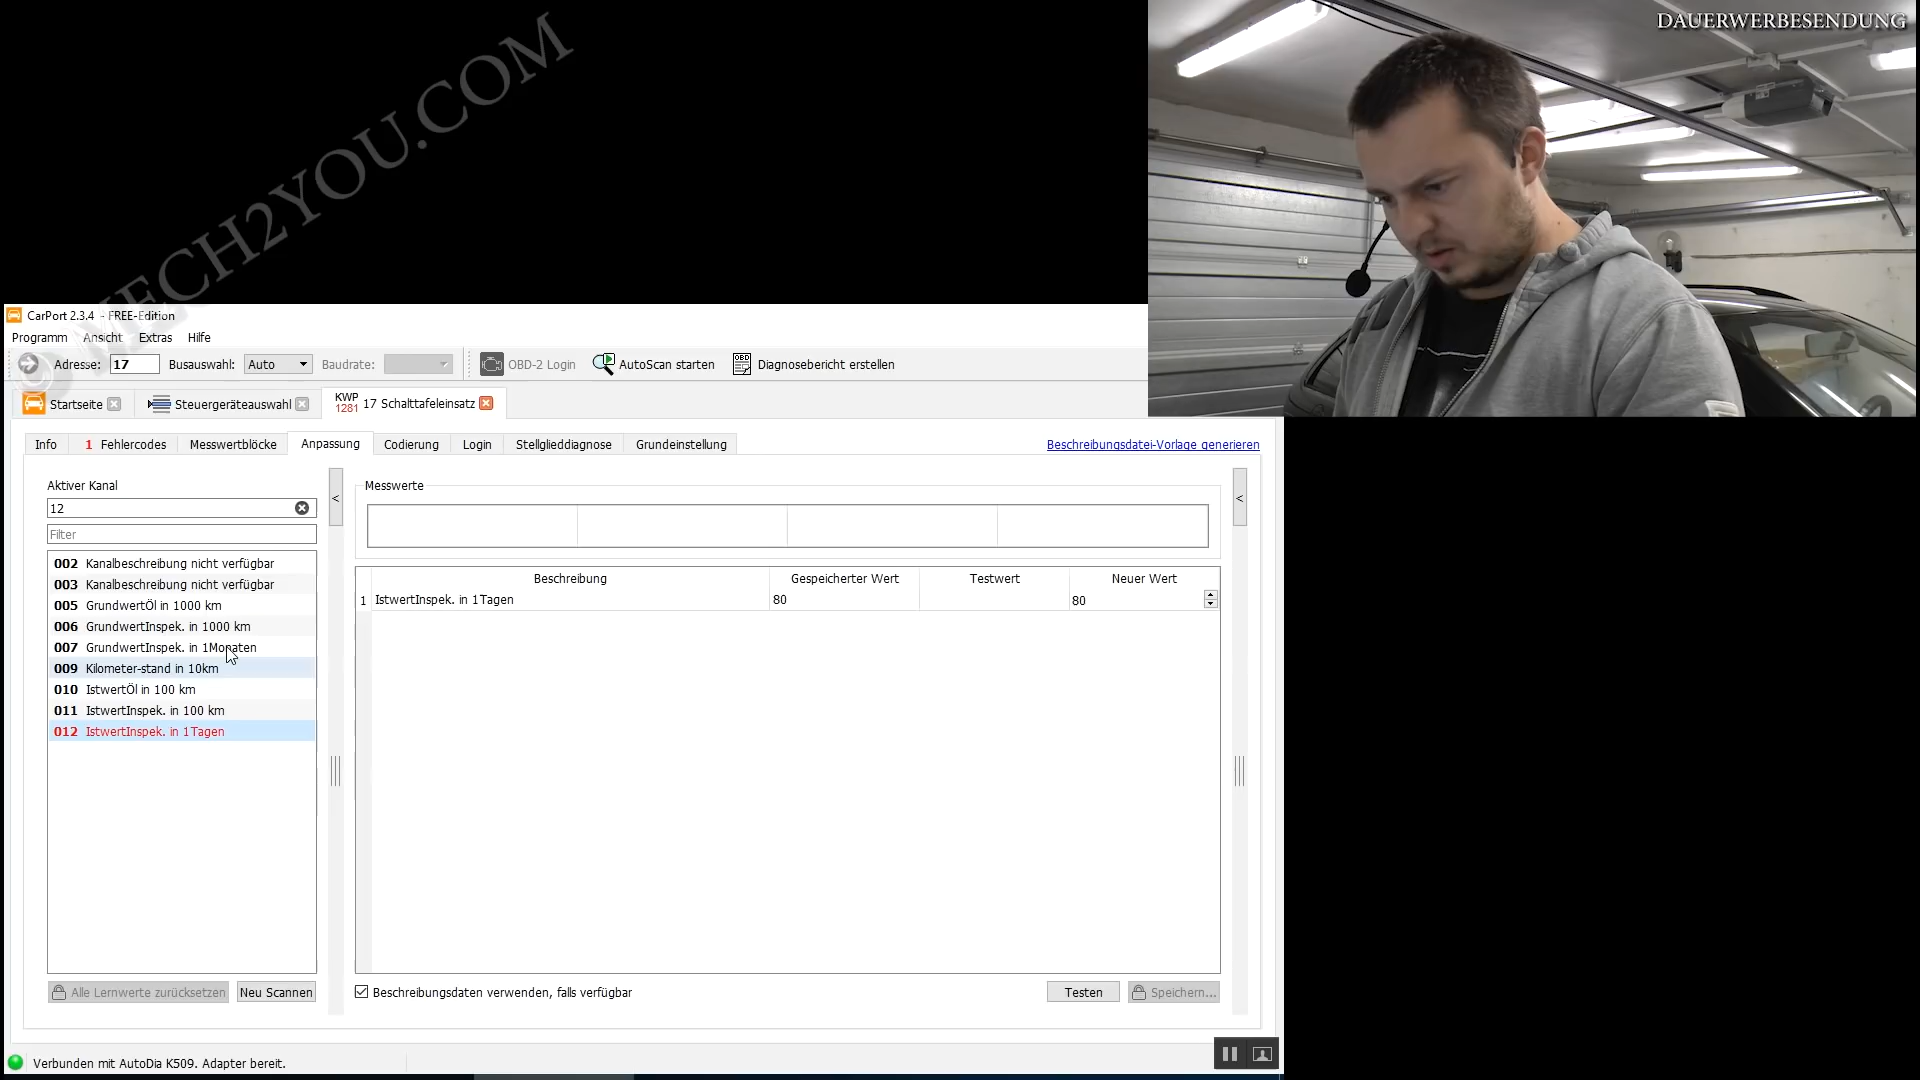 DAUERWERBESENDUNG
MECH2YOU.COM
CarPort 2.3.4 - FREE-Edition
Programm Ansicht Extras Hilfe
Adresse: 17 Busauswahl: Auto Baudrate: OBD-2 Login AutoScan starten OBD Diagnosebericht erstellen
Startseite Steuergeräteauswahl KWP 1281 17 Schalttafeleinsatz
Info 1 Fehlercodes Messwertblöcke Anpassung Codierung Login Stellglieddiagnose Grundeinstellung Beschreibungsdatei-Vorlage generieren
Aktiver Kanal
12
Filter
002 Kanalbeschreibung nicht verfügbar
003 Kanalbeschreibung nicht verfügbar
005 GrundwertÖl in 1000 km
006 GrundwertInspek. in 1000 km
007 GrundwertInspek. in 1Monaten
009 Kilometer-stand in 10km
010 IstwertÖl in 100 km
011 IstwertInspek. in 100 km
012 IstwertInspek. in 1Tagen
Alle Lernwerte zurücksetzen Neu Scannen
<
Messwerte
<
Beschreibung Gespeicherter Wert Testwert Neuer Wert
1 IstwertInspek. in 1Tagen 80 80
Beschreibungsdaten verwenden, falls verfügbar Testen Speichern...
Verbunden mit AutoDia K509. Adapter bereit.